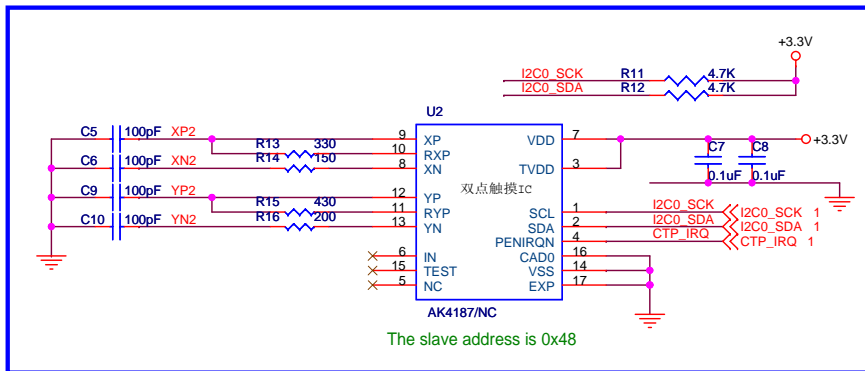 +3.3V
I2C0_SCK R11 4.7K
I2C0_SDA R12 4.7K
U2
C5 100pF XP2 9 XP VDD 7 +3.3V
R13 330 10 RXP C7 C8
C6 100pF XN2 R14 150 8 XN TVDD 3 0.1uF 0.1uF
C9 100pF YP2 12 YP 双点触摸IC
R15 430 11 RYP SCL 1 I2C0_SCK I2C0_SCK 1
C10 100pF YN2 R16 200 13 YN SDA 2 I2C0_SDA I2C0_SDA 1
PENIRQN 4 CTP_IRQ CTP_IRQ 1
6 IN CAD0 16
15 TEST VSS 14
5 NC EXP 17
AK4187/NC
The slave address is 0x48